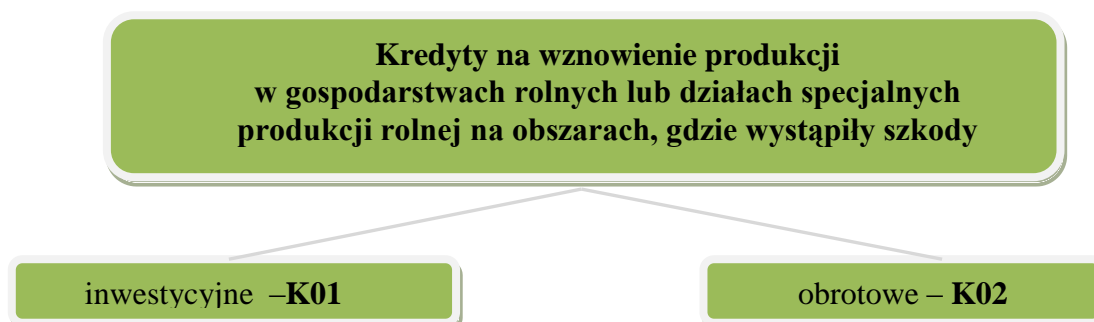 Kredyty na wznowienie produkcji
w gospodarstwach rolnych lub działach specjalnych
produkcji rolnej na obszarach, gdzie wystąpiły szkody
inwestycyjne –K01
obrotowe – K02